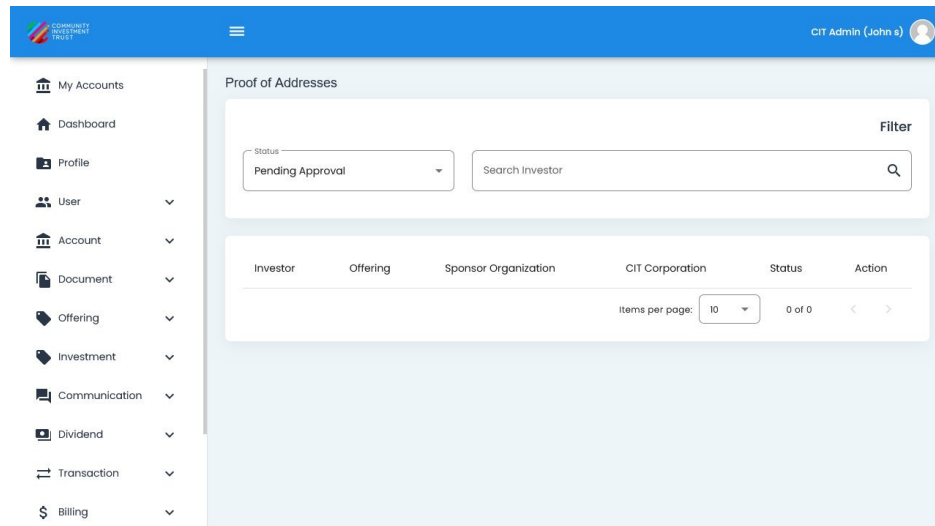 COMMUNITY
INVESTMENT
TRUST
CIT Admin (John s)
My Accounts
Dashboard
Profile
User
Account
Document
Offering
Investment
Communication
Dividend
Transaction
Billing
Proof of Addresses
Filter
Status
Pending Approval
Search Investor
Investor Offering Sponsor Organization CIT Corporation Status Action
Items per page: 10 0 of 0